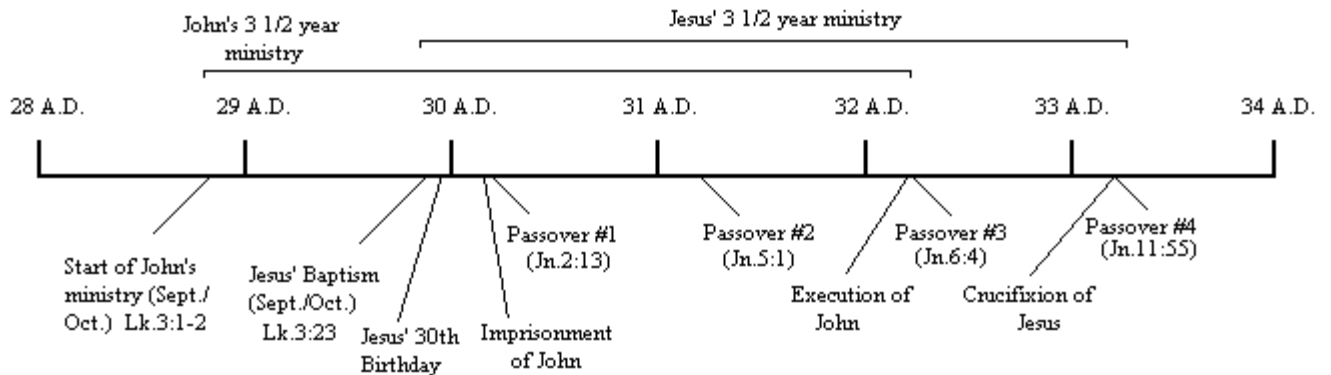 John's 3 1/2 year
ministry
Jesus' 3 1/2 year ministry
28 A.D.
29 A.D.
30 A.D.
31 A.D.
32 A.D.
33 A.D.
34 A.D.
Start of John's
ministry (Sept./
Oct.) Lk.3:1-2
Jesus' Baptism
(Sept./Oct.)
Lk.3:23
Jesus' 30th
Birthday
Imprisonment
of John
Passover #1
(Jn.2:13)
Passover #2
(Jn.5:1)
Execution of
John
Passover #3
(Jn.6:4)
Crucifixion of
Jesus
Passover #4
(Jn.11:55)